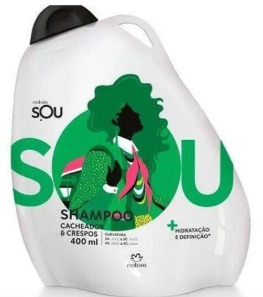 natura
SOU
SOU
SHAMPOO
CACHEADOS
& CRESPOS
400 ml
CURVATURA
+ HIDRATAÇÃO
E DEFINIÇÃO*
natura